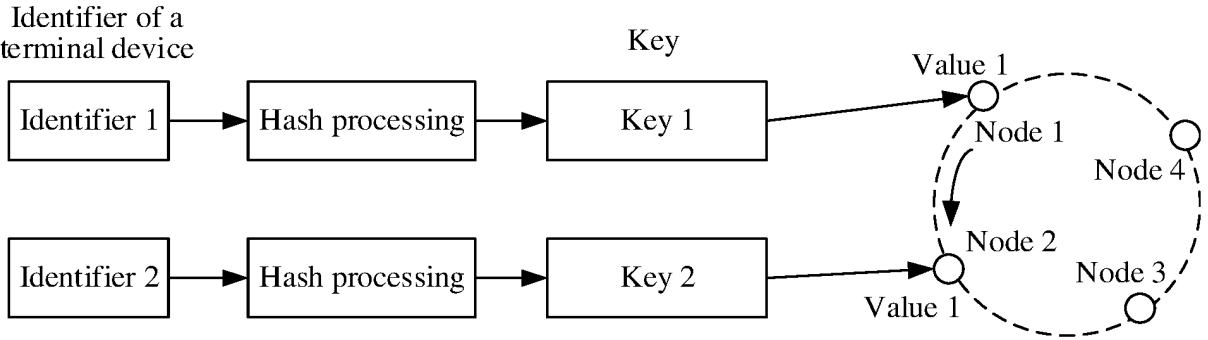 Identifier of a
terminal device
Key
Identifier 1
Hash processing
Key 1
Value 1
Node 1
Node 4
Identifier 2
Hash processing
Key 2
Node 2
Node 3
Value 1